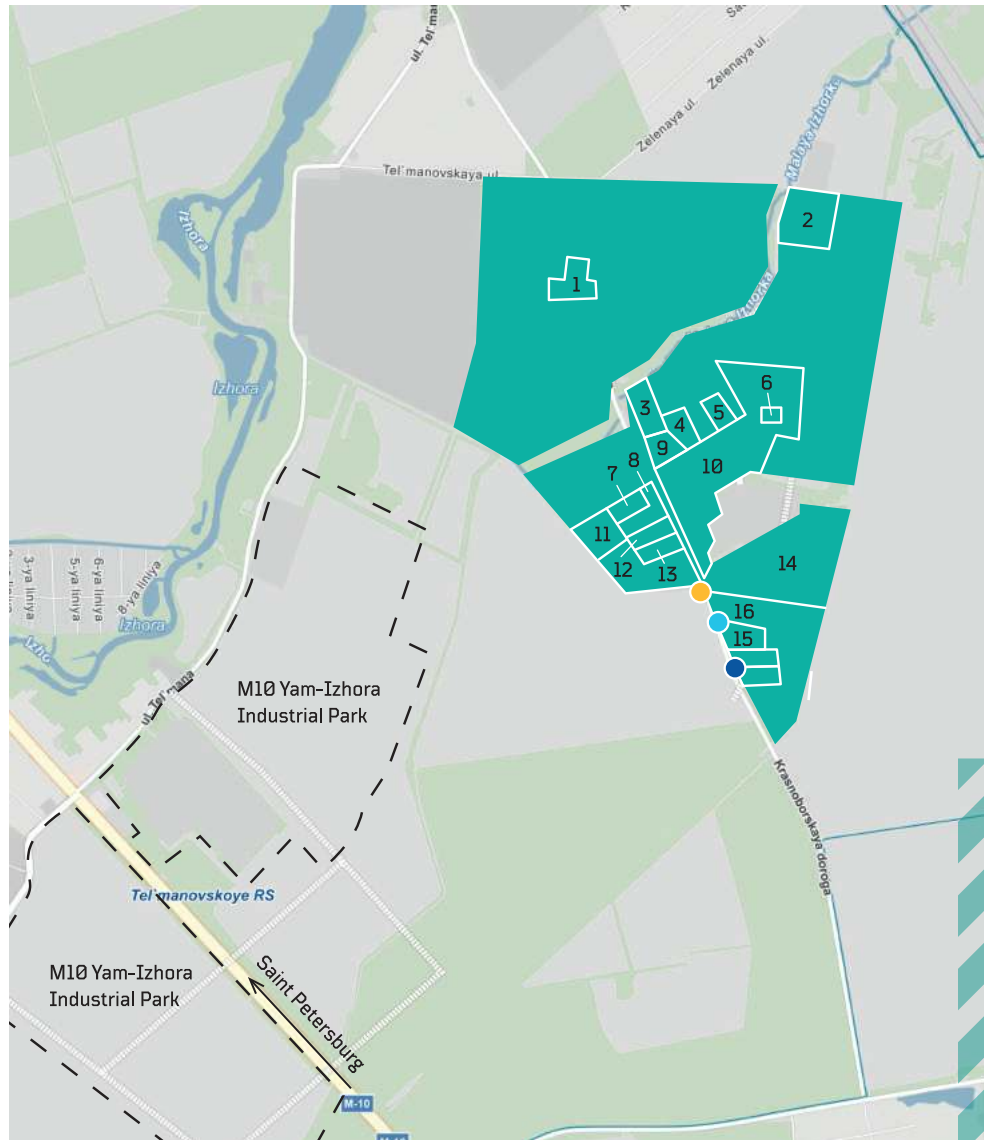 ul. Tel'mana
Zelenaya ul.
Zelenaya ul.
Tel'manovskaya ul.
Malaya Izhorka
Izhora
2
1
Izhora
6
3
5
4
9
8
10
7
11
12
13
14
16
15
3-ya liniya
5-ya liniya
6-ya liniya
8-ya liniya
Izhora
Izho
ul. Tel'mana
M10 Yam-Izhora
Industrial Park
Krasnoborskaya doroga
Tel'manovskoye RS
M10 Yam-Izhora
Industrial Park
Saint Petersburg
M-10